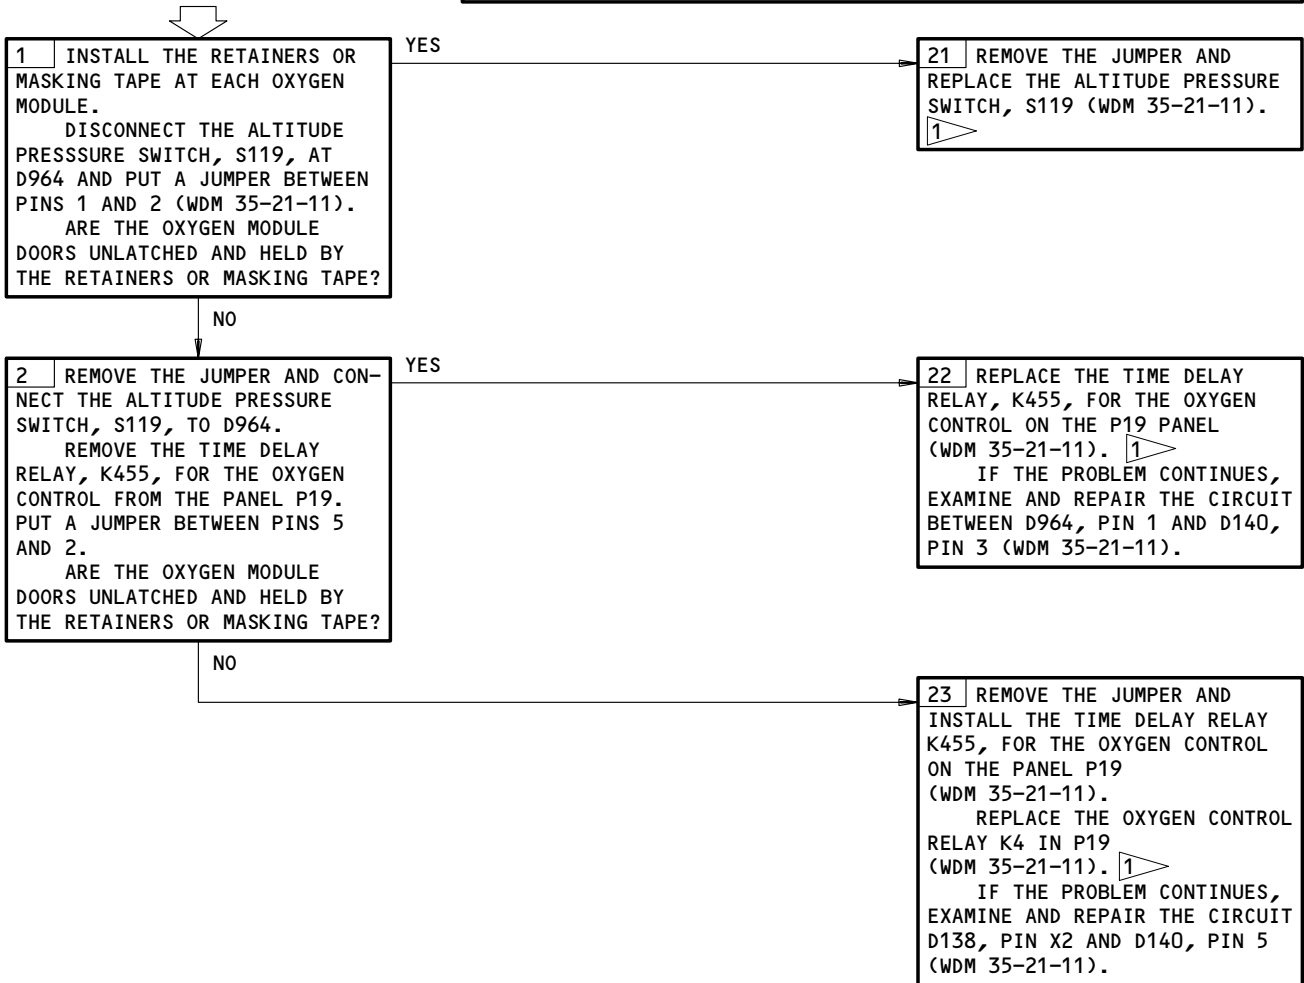 1 INSTALL THE RETAINERS OR
MASKING TAPE AT EACH OXYGEN
MODULE.
DISCONNECT THE ALTITUDE
PRESSSURE SWITCH, S119, AT
D964 AND PUT A JUMPER BETWEEN
PINS 1 AND 2 (WDM 35-21-11).
ARE THE OXYGEN MODULE
DOORS UNLATCHED AND HELD BY
THE RETAINERS OR MASKING TAPE?
YES
21 REMOVE THE JUMPER AND
REPLACE THE ALTITUDE PRESSURE
SWITCH, S119 (WDM 35-21-11).
1
NO
2 REMOVE THE JUMPER AND CON-
NECT THE ALTITUDE PRESSURE
SWITCH, S119, TO D964.
REMOVE THE TIME DELAY
RELAY, K455, FOR THE OXYGEN
CONTROL FROM THE PANEL P19.
PUT A JUMPER BETWEEN PINS 5
AND 2.
ARE THE OXYGEN MODULE
DOORS UNLATCHED AND HELD BY
THE RETAINERS OR MASKING TAPE?
YES
22 REPLACE THE TIME DELAY
RELAY, K455, FOR THE OXYGEN
CONTROL ON THE P19 PANEL
(WDM 35-21-11). 1
IF THE PROBLEM CONTINUES,
EXAMINE AND REPAIR THE CIRCUIT
BETWEEN D964, PIN 1 AND D140,
PIN 3 (WDM 35-21-11).
NO
23 REMOVE THE JUMPER AND
INSTALL THE TIME DELAY RELAY
K455, FOR THE OXYGEN CONTROL
ON THE PANEL P19
(WDM 35-21-11).
REPLACE THE OXYGEN CONTROL
RELAY K4 IN P19
(WDM 35-21-11). 1
IF THE PROBLEM CONTINUES,
EXAMINE AND REPAIR THE CIRCUIT
D138, PIN X2 AND D140, PIN 5
(WDM 35-21-11).